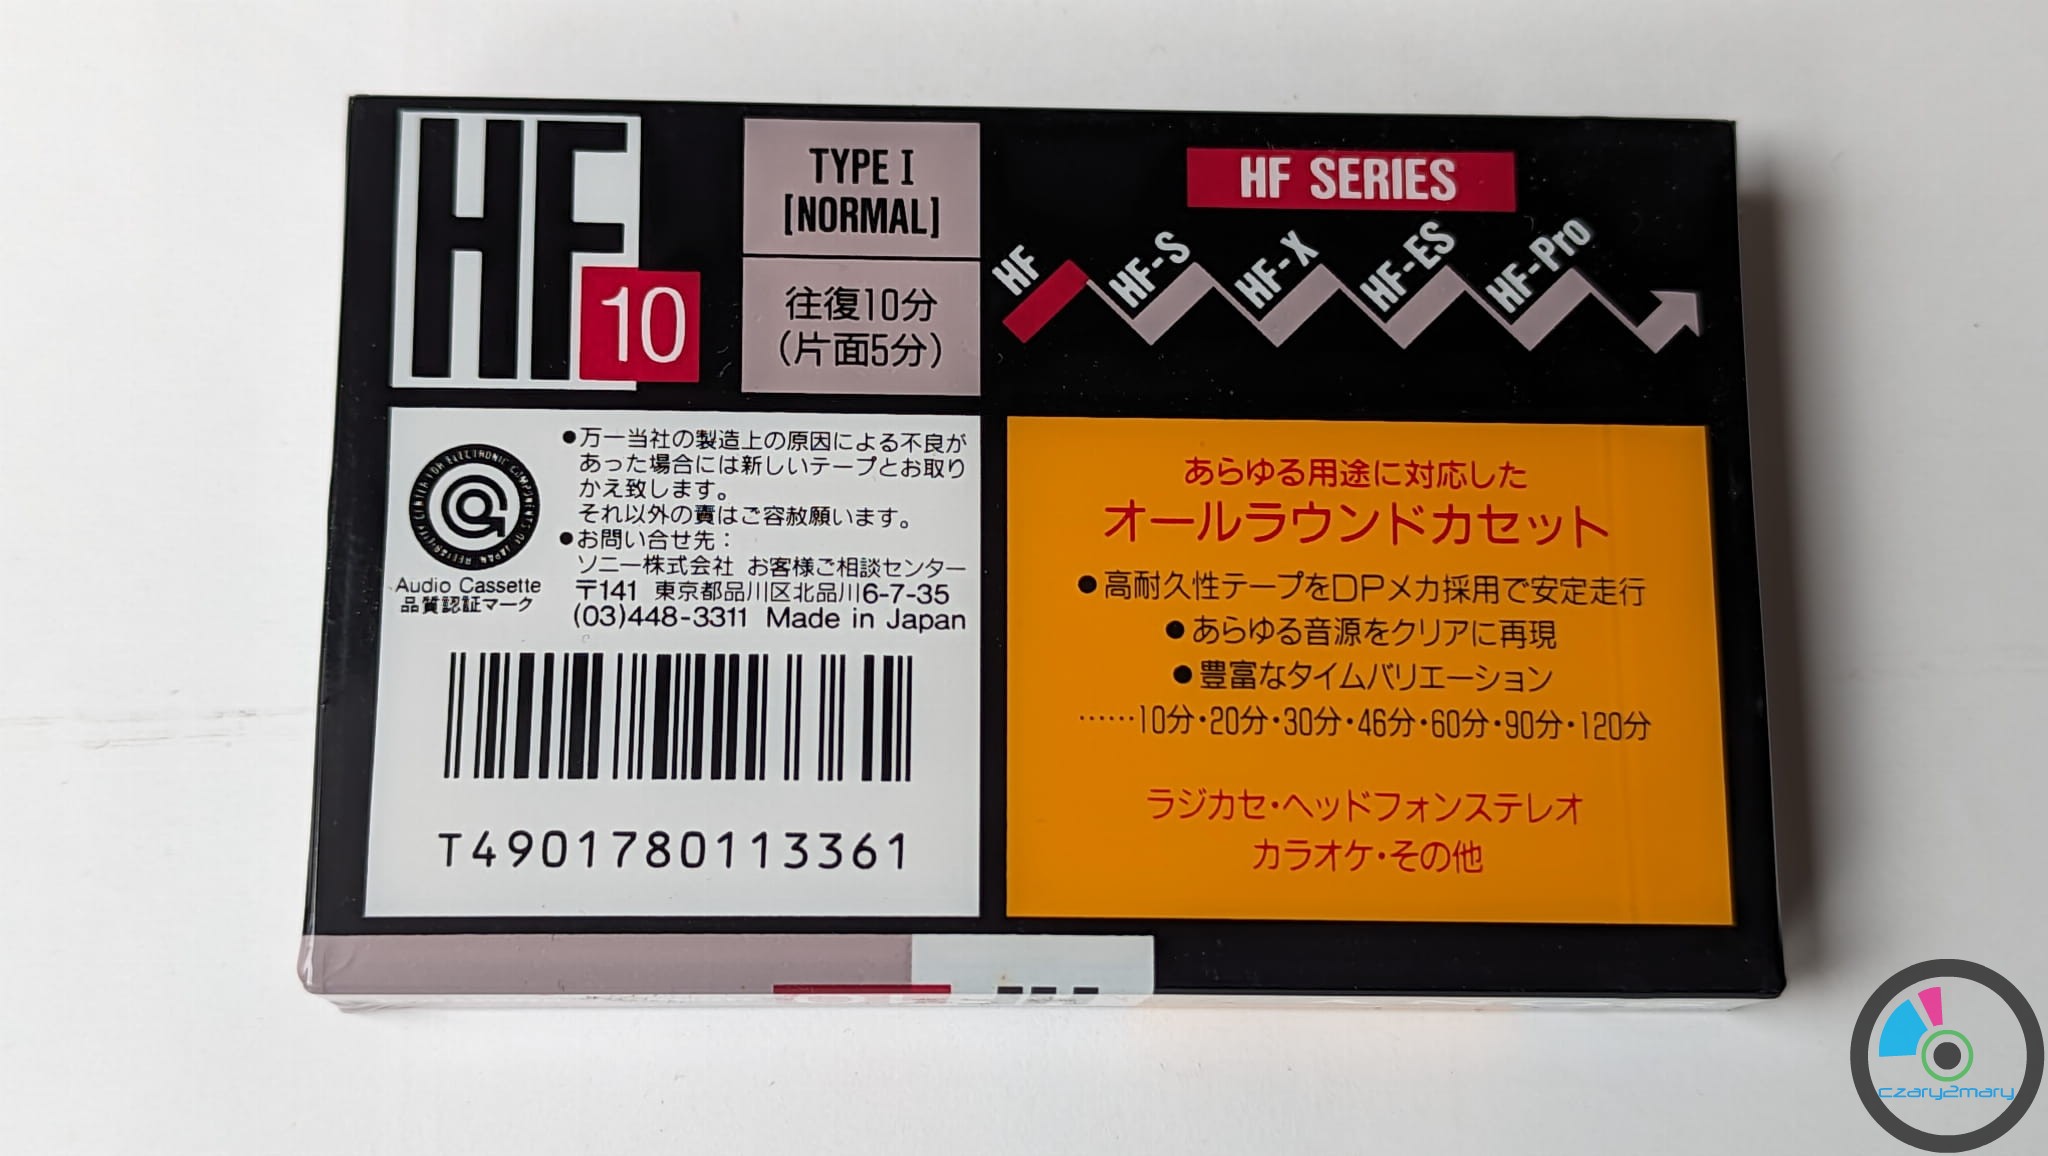 HF
10
TYPE I
[NORMAL]
往復10分
(片面5分)
HF SERIES
HF
HF-S
HF-X
HF-ES
HF-Pro
Audio Cassette
品質認証マーク
●万一当社の製造上の原因による不良が
あった場合には新しいテープとお取り
かえ致します。
それ以外の責はご容赦願います。
●お問い合せ先:
ソニー株式会社 お客様ご相談センター
〒141 東京都品川区北品川6-7-35
(03)448-3311 Made in Japan
T4901780113361
あらゆる用途に対応した
オールラウンドカセット
●高耐久性テープをDPメカ採用で安定走行
●あらゆる音源をクリアに再現
●豊富なタイムバリエーション
……10分・20分・30分・46分・60分・90分・120分
ラジカセ・ヘッドフォンステレオ
カラオケ・その他
czary2mary